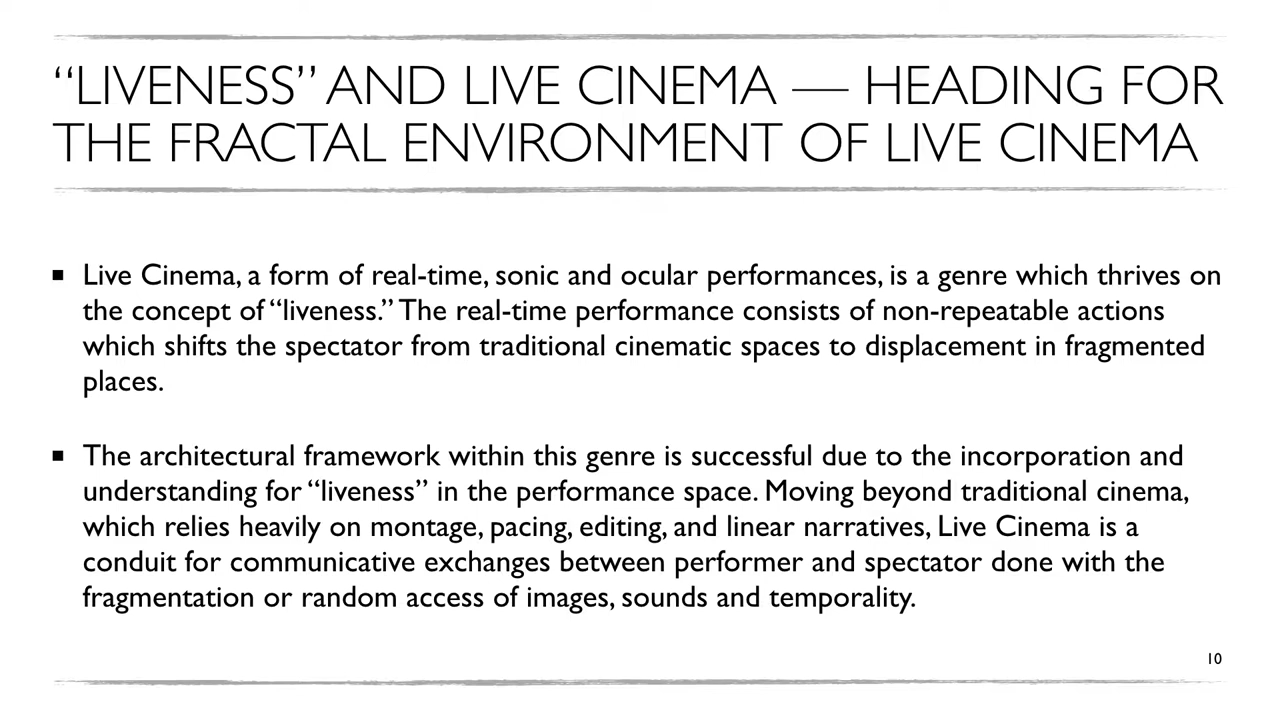 “LIVENESS” AND LIVE CINEMA — HEADING FOR
THE FRACTAL ENVIRONMENT OF LIVE CINEMA
▪ Live Cinema, a form of real-time, sonic and ocular performances, is a genre which thrives on
the concept of “liveness.” The real-time performance consists of non-repeatable actions
which shifts the spectator from traditional cinematic spaces to displacement in fragmented
places.
▪ The architectural framework within this genre is successful due to the incorporation and
understanding for “liveness” in the performance space. Moving beyond traditional cinema,
which relies heavily on montage, pacing, editing, and linear narratives, Live Cinema is a
conduit for communicative exchanges between performer and spectator done with the
fragmentation or random access of images, sounds and temporality.
10